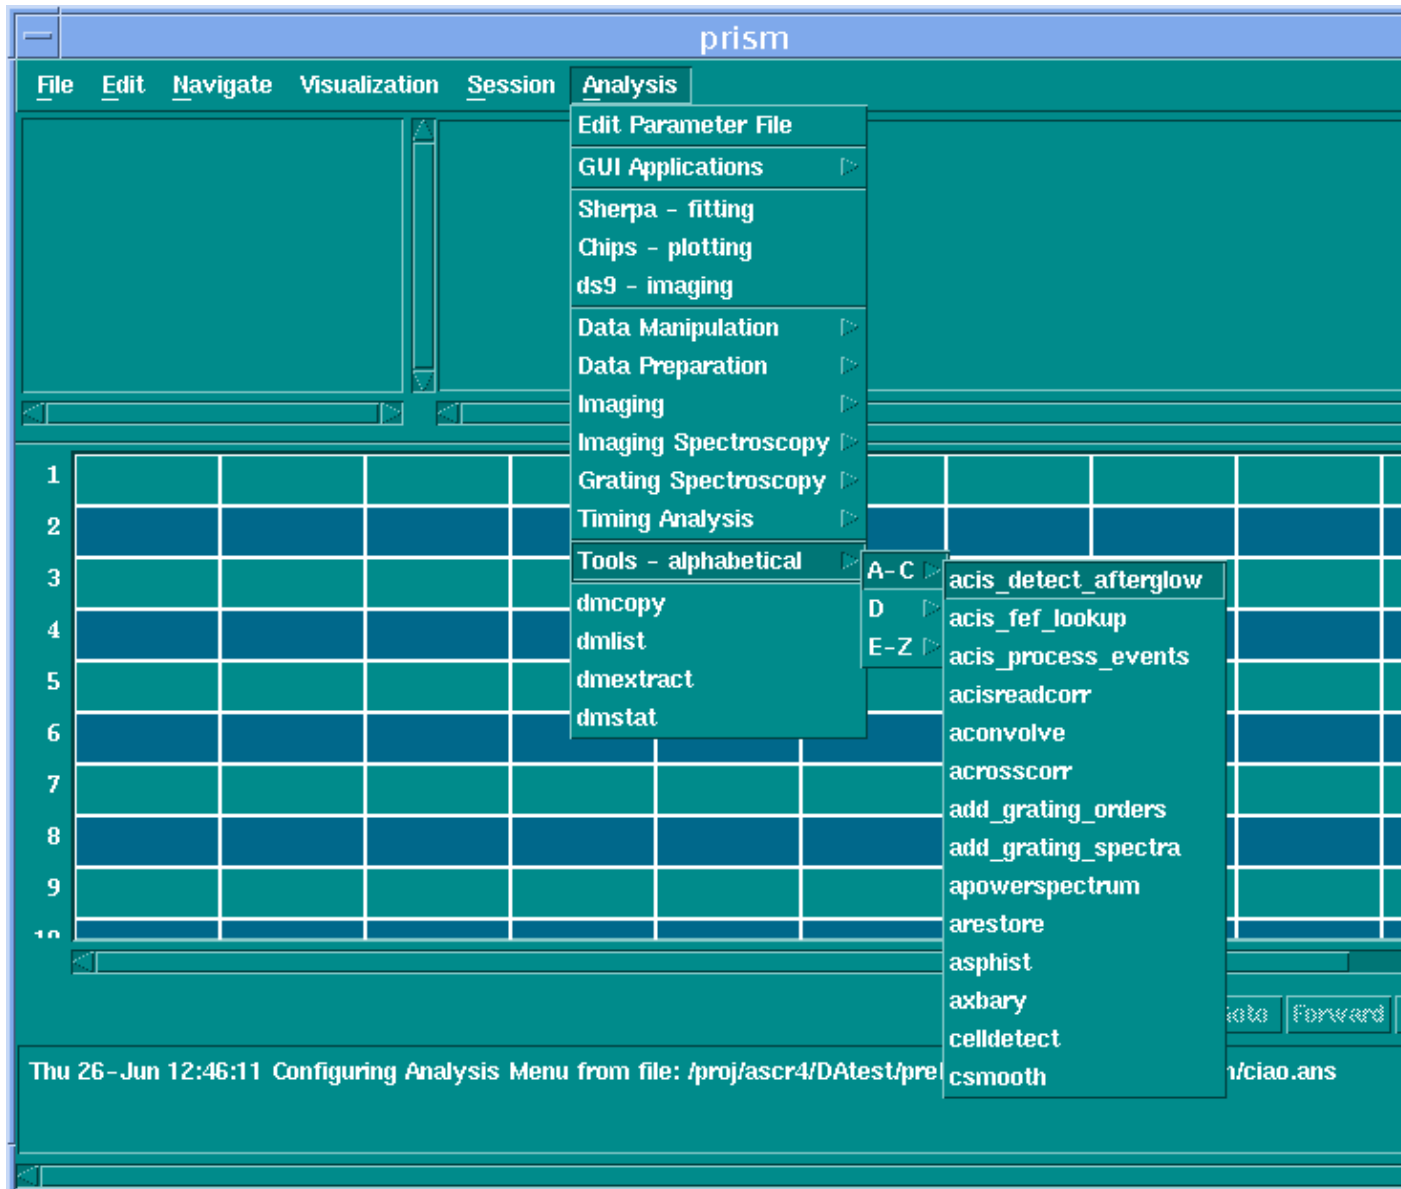 prism
File Edit Navigate Visualization Session Analysis
Edit Parameter File
GUI Applications
Sherpa - fitting
Chips - plotting
ds9 - imaging
Data Manipulation
Data Preparation
Imaging
Imaging Spectroscopy
Grating Spectroscopy
Timing Analysis
Tools - alphabetical
dmcopy
dmlist
dmextract
dmstat
A-C
D
E-Z
acis_detect_afterglow
acis_fef_lookup
acis_process_events
acisreadcorr
aconvolve
acrosscorr
add_grating_orders
add_grating_spectra
apowerspectrum
arestore
asphist
axbary
celldetect
csmooth
1
2
3
4
5
6
7
8
9
10
Forward
Thu 26-Jun 12:46:11 Configuring Analysis Menu from file: /proj/ascr4/DAtest/prel /ciao.ans